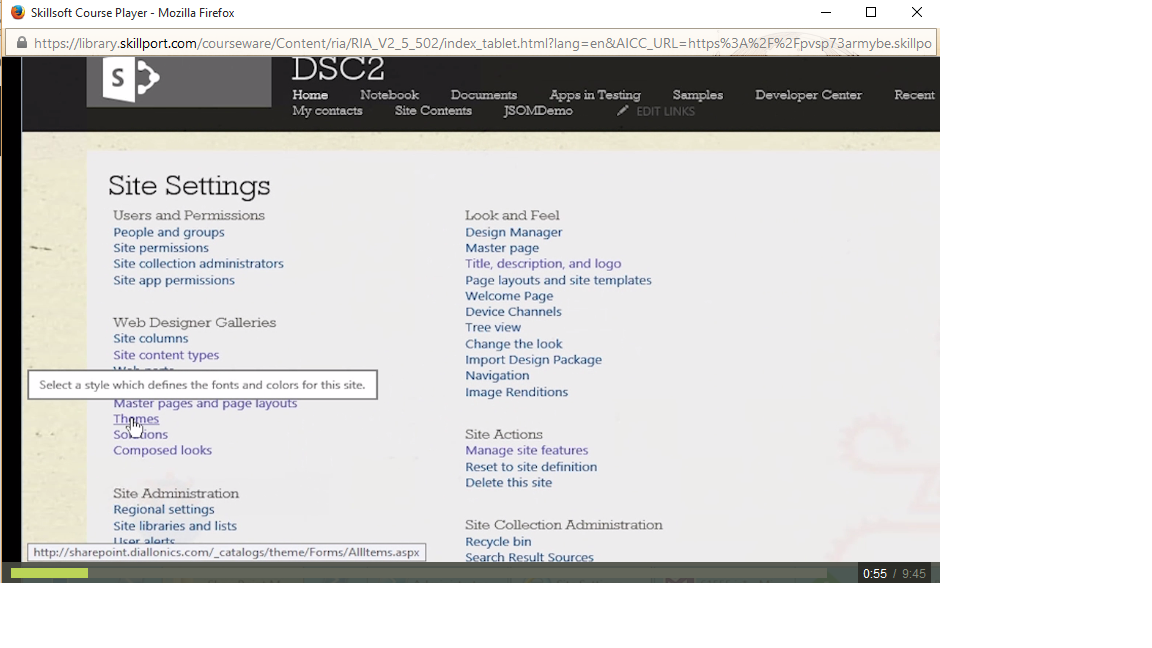 Skillsoft Course Player - Mozilla Firefox
https://library.skillport.com/courseware/Content/ria/RIA_V2_5_502/index_tablet.html?lang=en&AICC_URL=https%3A%2F%2Fpvsp73armybe.skillpo
S
DSC2
Home Notebook Documents Apps in Testing Samples Developer Center Recent
My contacts Site Contents JSOMDemo EDIT LINKS
Site Settings
Users and Permissions
People and groups
Site permissions
Site collection administrators
Site app permissions
Web Designer Galleries
Site columns
Site content types
Web parts
Select a style which defines the fonts and colors for this site.
Master pages and page layouts
Themes
Solutions
Composed looks
Site Administration
Regional settings
Site libraries and lists
User alerts
http://sharepoint.diallonics.com/_catalogs/theme/Forms/AllItems.aspx
Look and Feel
Design Manager
Master page
Title, description, and logo
Page layouts and site templates
Welcome Page
Device Channels
Tree view
Change the look
Import Design Package
Navigation
Image Renditions
Site Actions
Manage site features
Reset to site definition
Delete this site
Site Collection Administration
Recycle bin
Search Result Sources
0:55 / 9:45